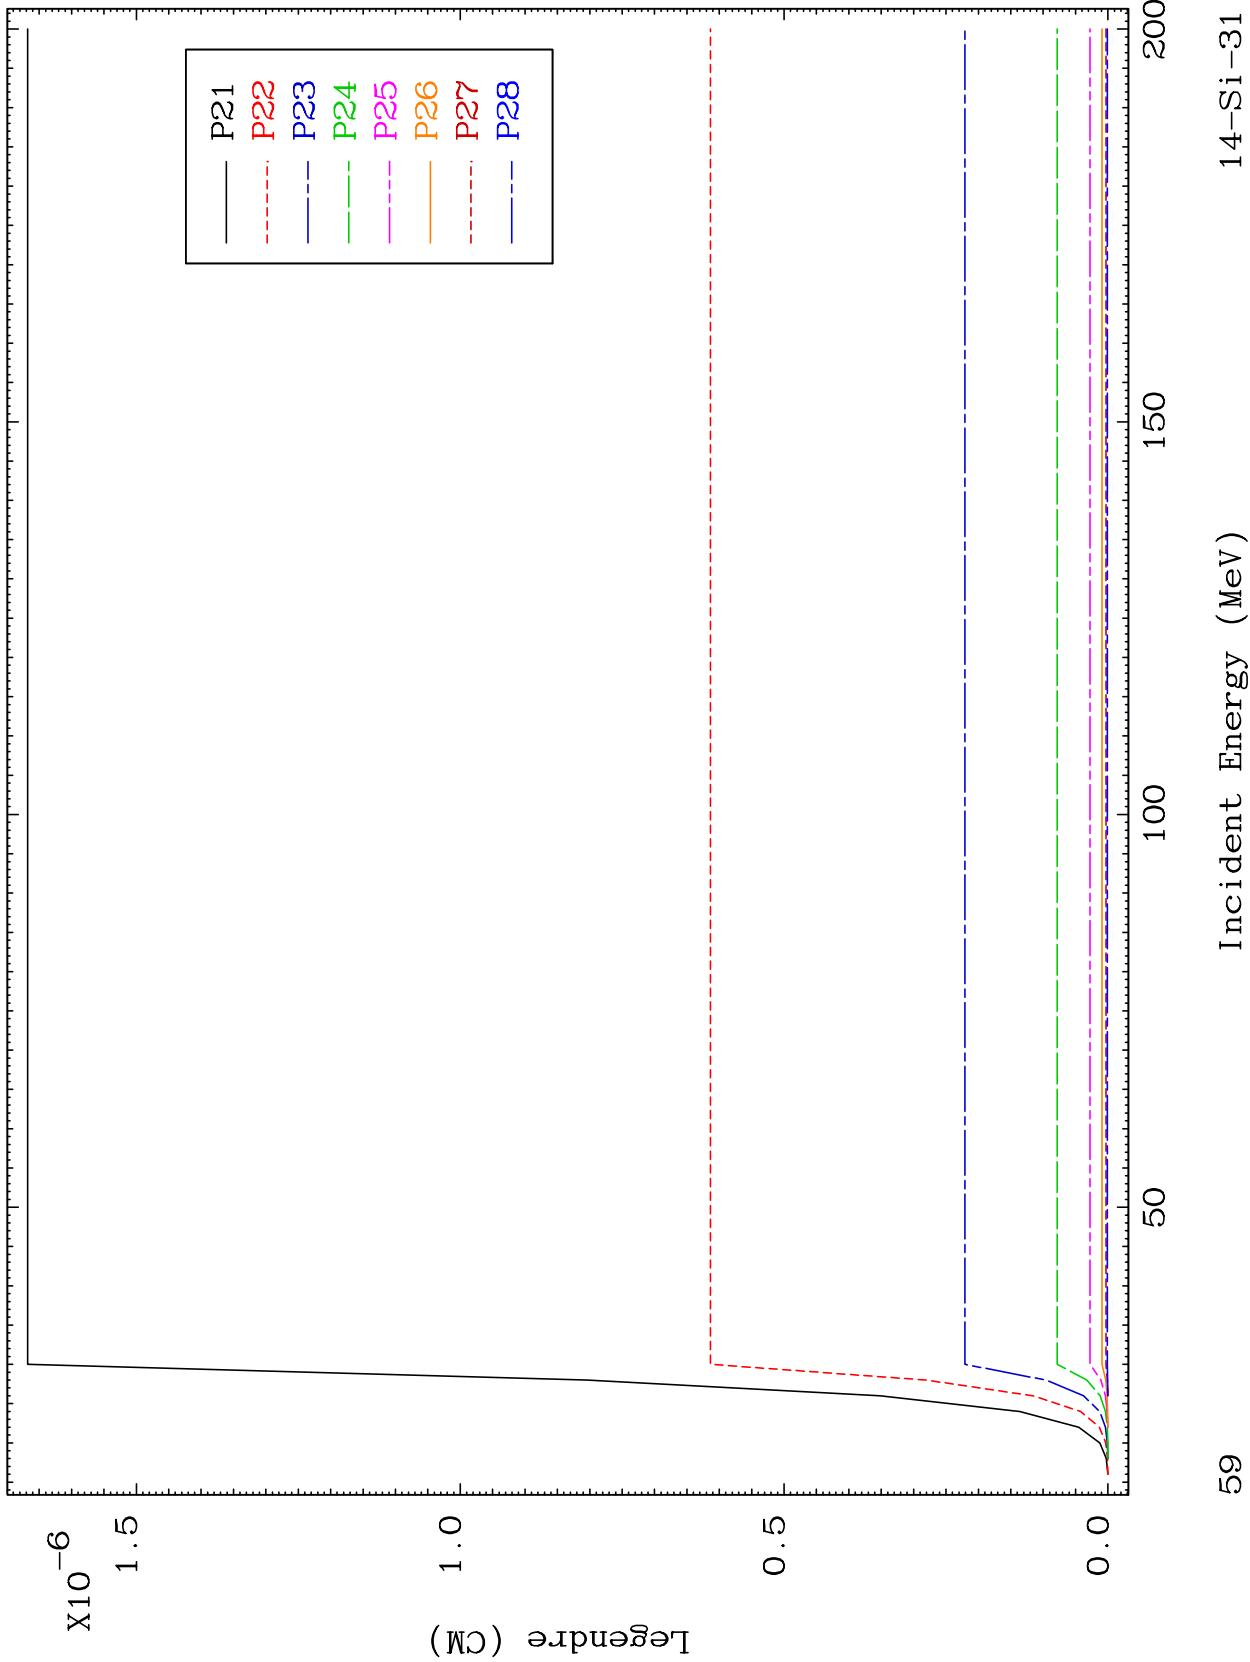 X10−6
1.5
1.0
0.5
0.0
Legendre (CM)
P21
P22
P23
P24
P25
P26
P27
P28
50
100
150
200
Incident Energy (MeV)
59
14−Si−31